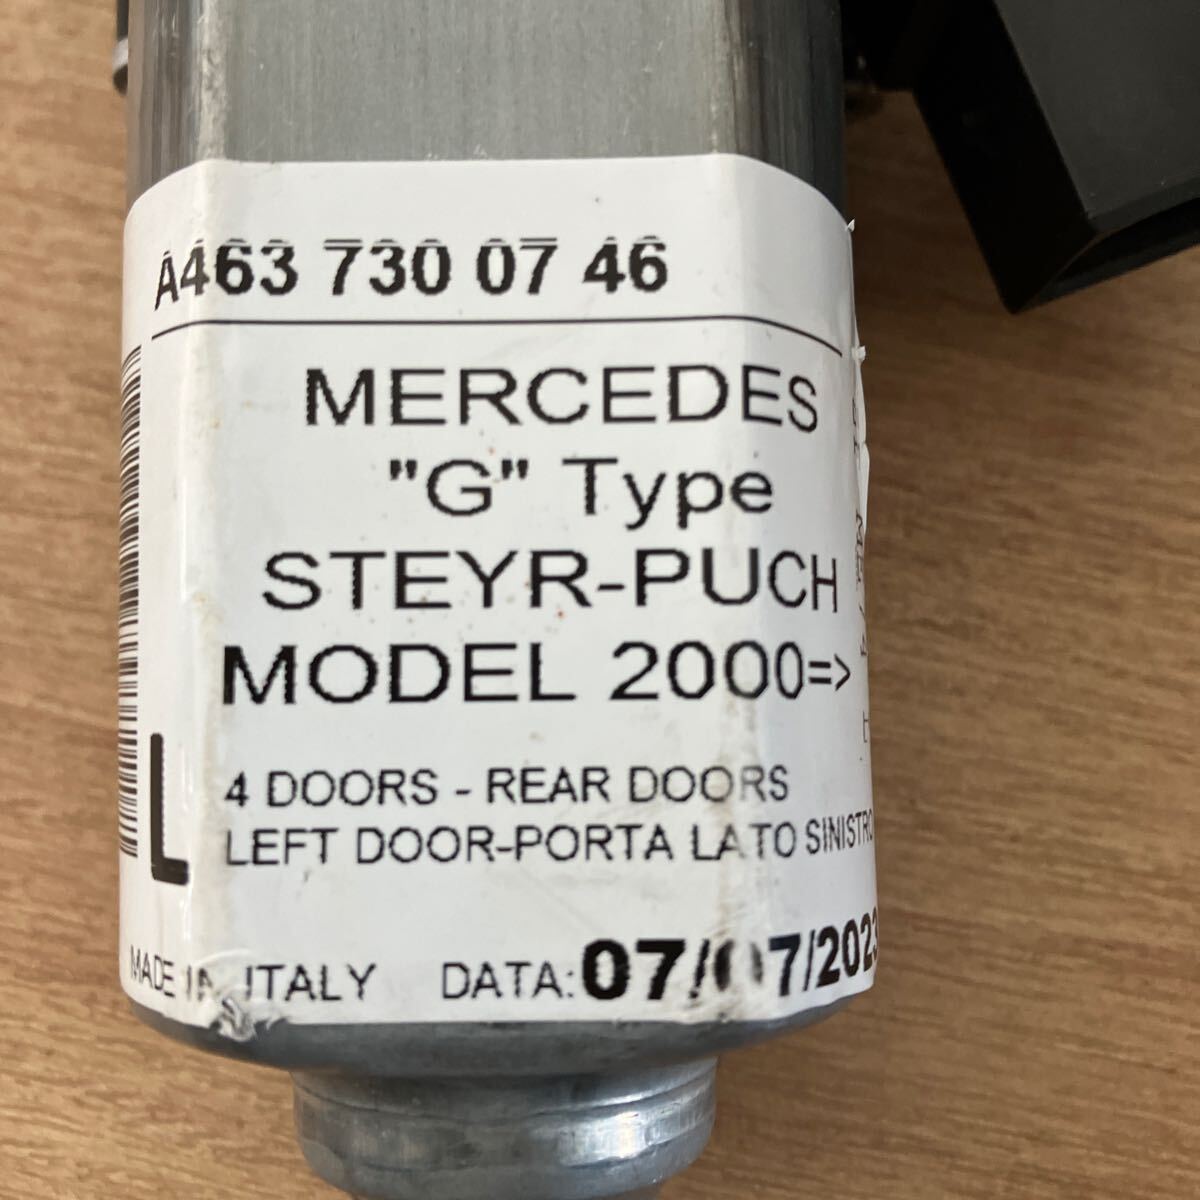 A463 730 07 46
MERCEDES
"G" Type
STEYR-PUCH
MODEL 2000=>
L
4 DOORS - REAR DOORS
LEFT DOOR-PORTA LATO SINISTRO
MADE IN ITALY DATA: 07/07/2023